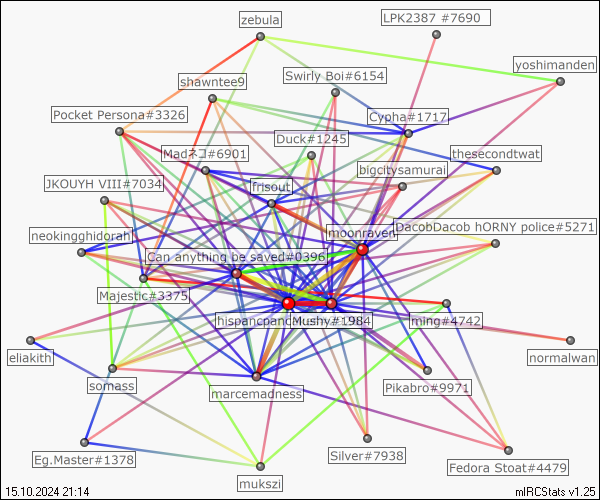 zebula
LPK2387 #7690
yoshimanden
shawntee9
Swirly Boi#6154
Pocket Persona#3326
Cypha#1717
Duck#1245
Madネコ#6901
thesecondtwat
bigcitysamurai
JKOUYH VIII#7034
frisout
neokingghidorah
moonraven
DacobDacob hORNY police#5271
Can anything be saved#0396
Majestic#3375
hispancpanc
Mushy#1984
ming#4742
eliakith
normalwan
somass
marcemadness
Pikabro#9971
Eg.Master#1378
Silver#7938
Fedora Stoat#4479
mukszi
15.10.2024 21:14
mIRCStats v1.25